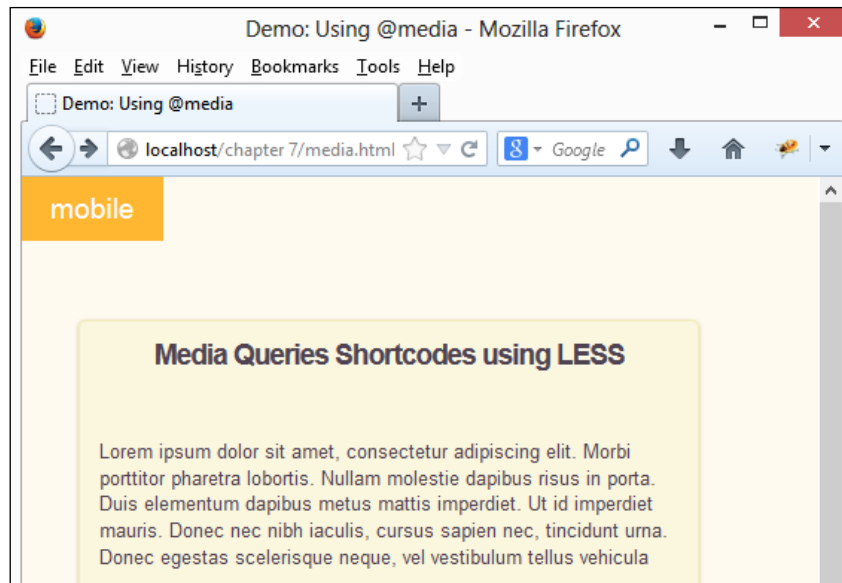 Demo: Using @media - Mozilla Firefox
File Edit View History Bookmarks Tools Help
Demo: Using @media
localhost/chapter 7/media.html
8 Google
mobile
Media Queries Shortcodes using LESS
Lorem ipsum dolor sit amet, consectetur adipiscing elit. Morbi
porttitor pharetra lobortis. Nullam molestie dapibus risus in porta.
Duis elementum dapibus metus mattis imperdiet. Ut id imperdiet
mauris. Donec nec nibh iaculis, cursus sapien nec, tincidunt urna.
Donec egestas scelerisque neque, vel vestibulum tellus vehicula